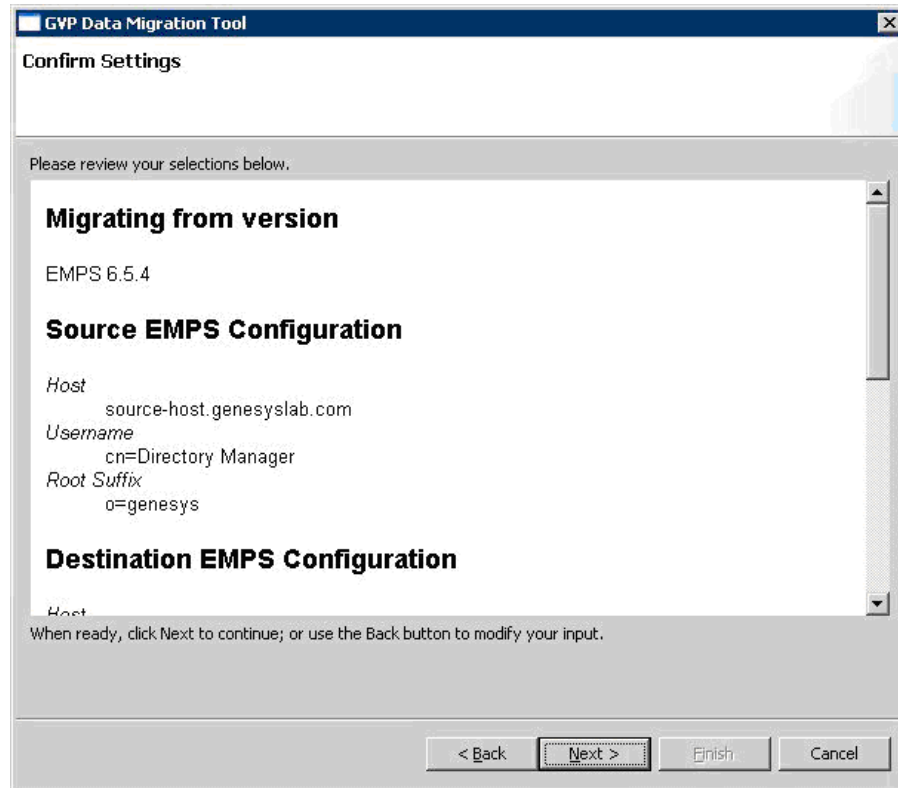 GVP Data Migration Tool
Confirm Settings
Please review your selections below.
Migrating from version
EMPS 6.5.4
Source EMPS Configuration
Host
source-host.genesyslab.com
Username
cn=Directory Manager
Root Suffix
o=genesys
Destination EMPS Configuration
Host
When ready, click Next to continue; or use the Back button to modify your input.
< Back
Next >
Finish
Cancel